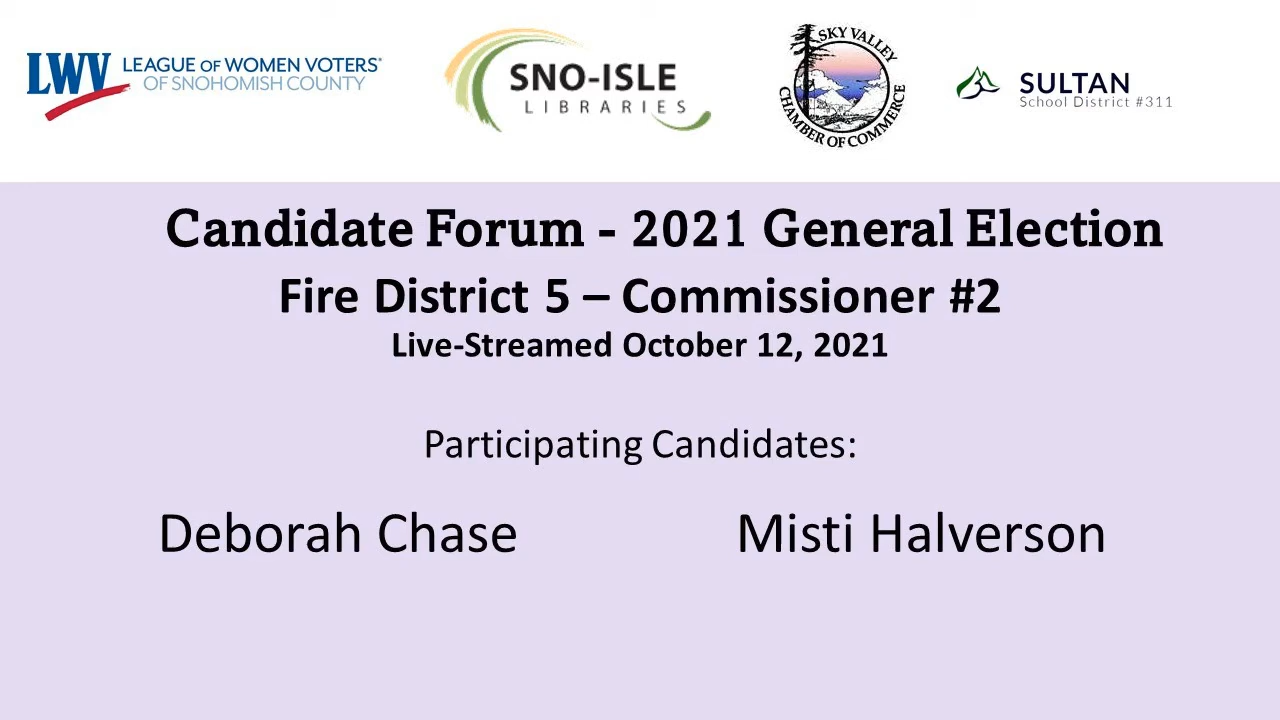 LWV LEAGUE OF WOMEN VOTERS®
OF SNOHOMISH COUNTY
SNO-ISLE
LIBRARIES
SKY VALLEY
CHAMBER OF COMMERCE
SULTAN
School District #311
Candidate Forum - 2021 General Election
Fire District 5 – Commissioner #2
Live-Streamed October 12, 2021
Participating Candidates:
Deborah Chase
Misti Halverson